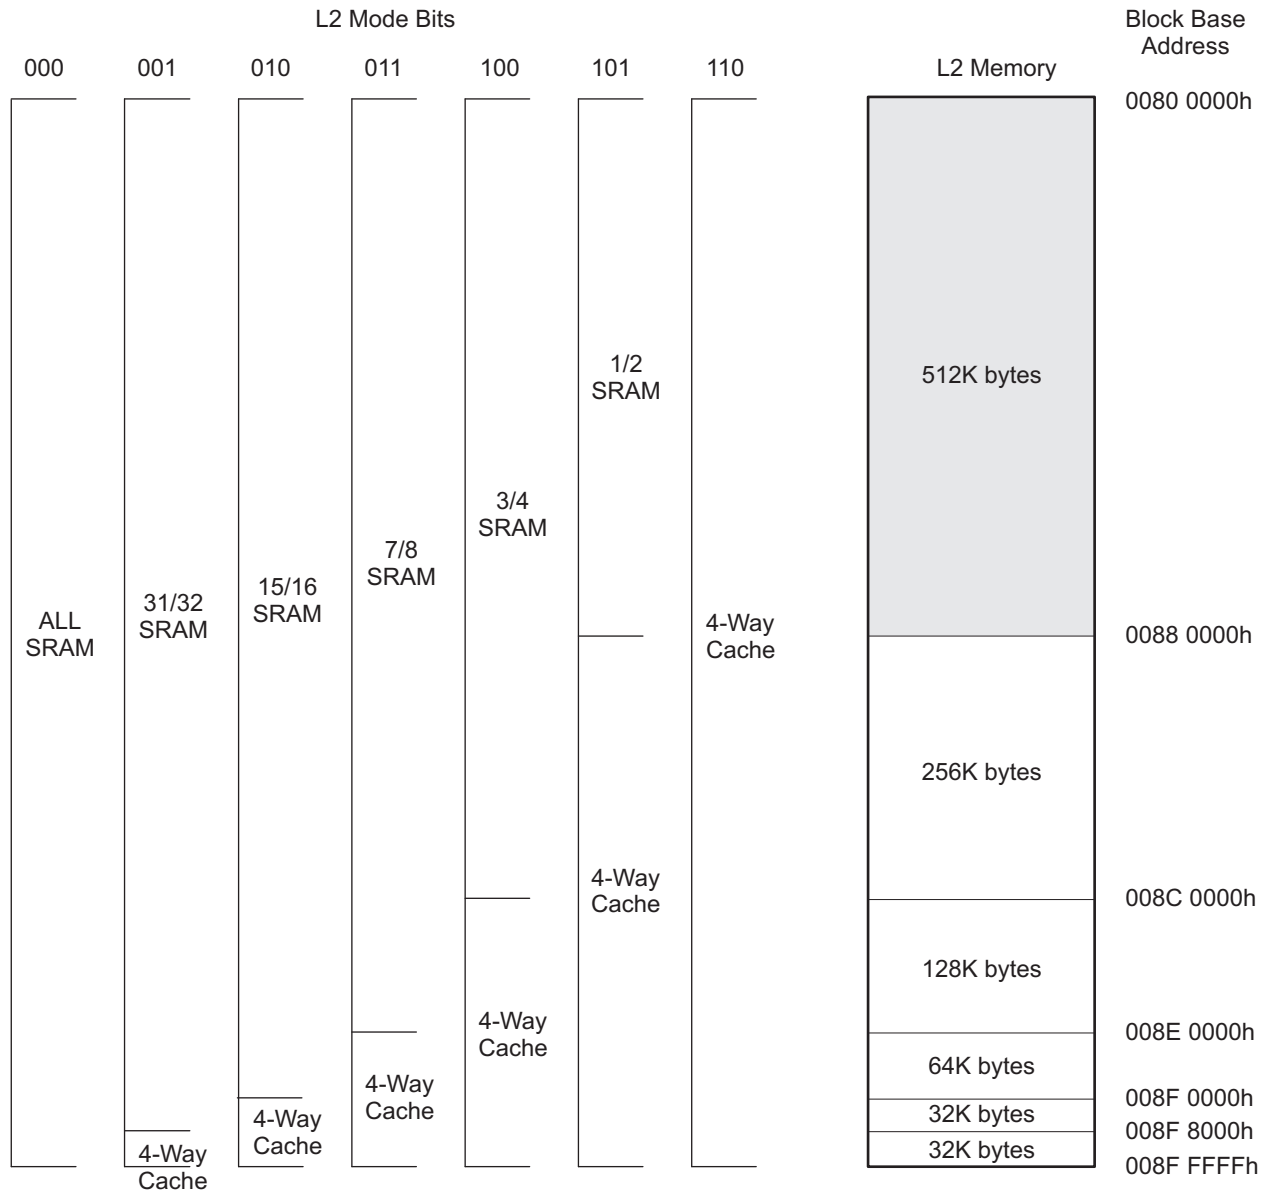 L2 Mode Bits
Block Base
Address
000 001 010 011 100 101 110
L2 Memory
0080 0000h
1/2
SRAM
512K bytes
3/4
SRAM
7/8
SRAM
15/16
SRAM
31/32
SRAM
ALL
SRAM
4-Way
Cache
0088 0000h
256K bytes
4-Way
Cache
008C 0000h
128K bytes
4-Way
Cache
008E 0000h
64K bytes
4-Way
Cache
008F 0000h
4-Way
Cache
32K bytes
008F 8000h
4-Way
Cache
32K bytes
008F FFFFh